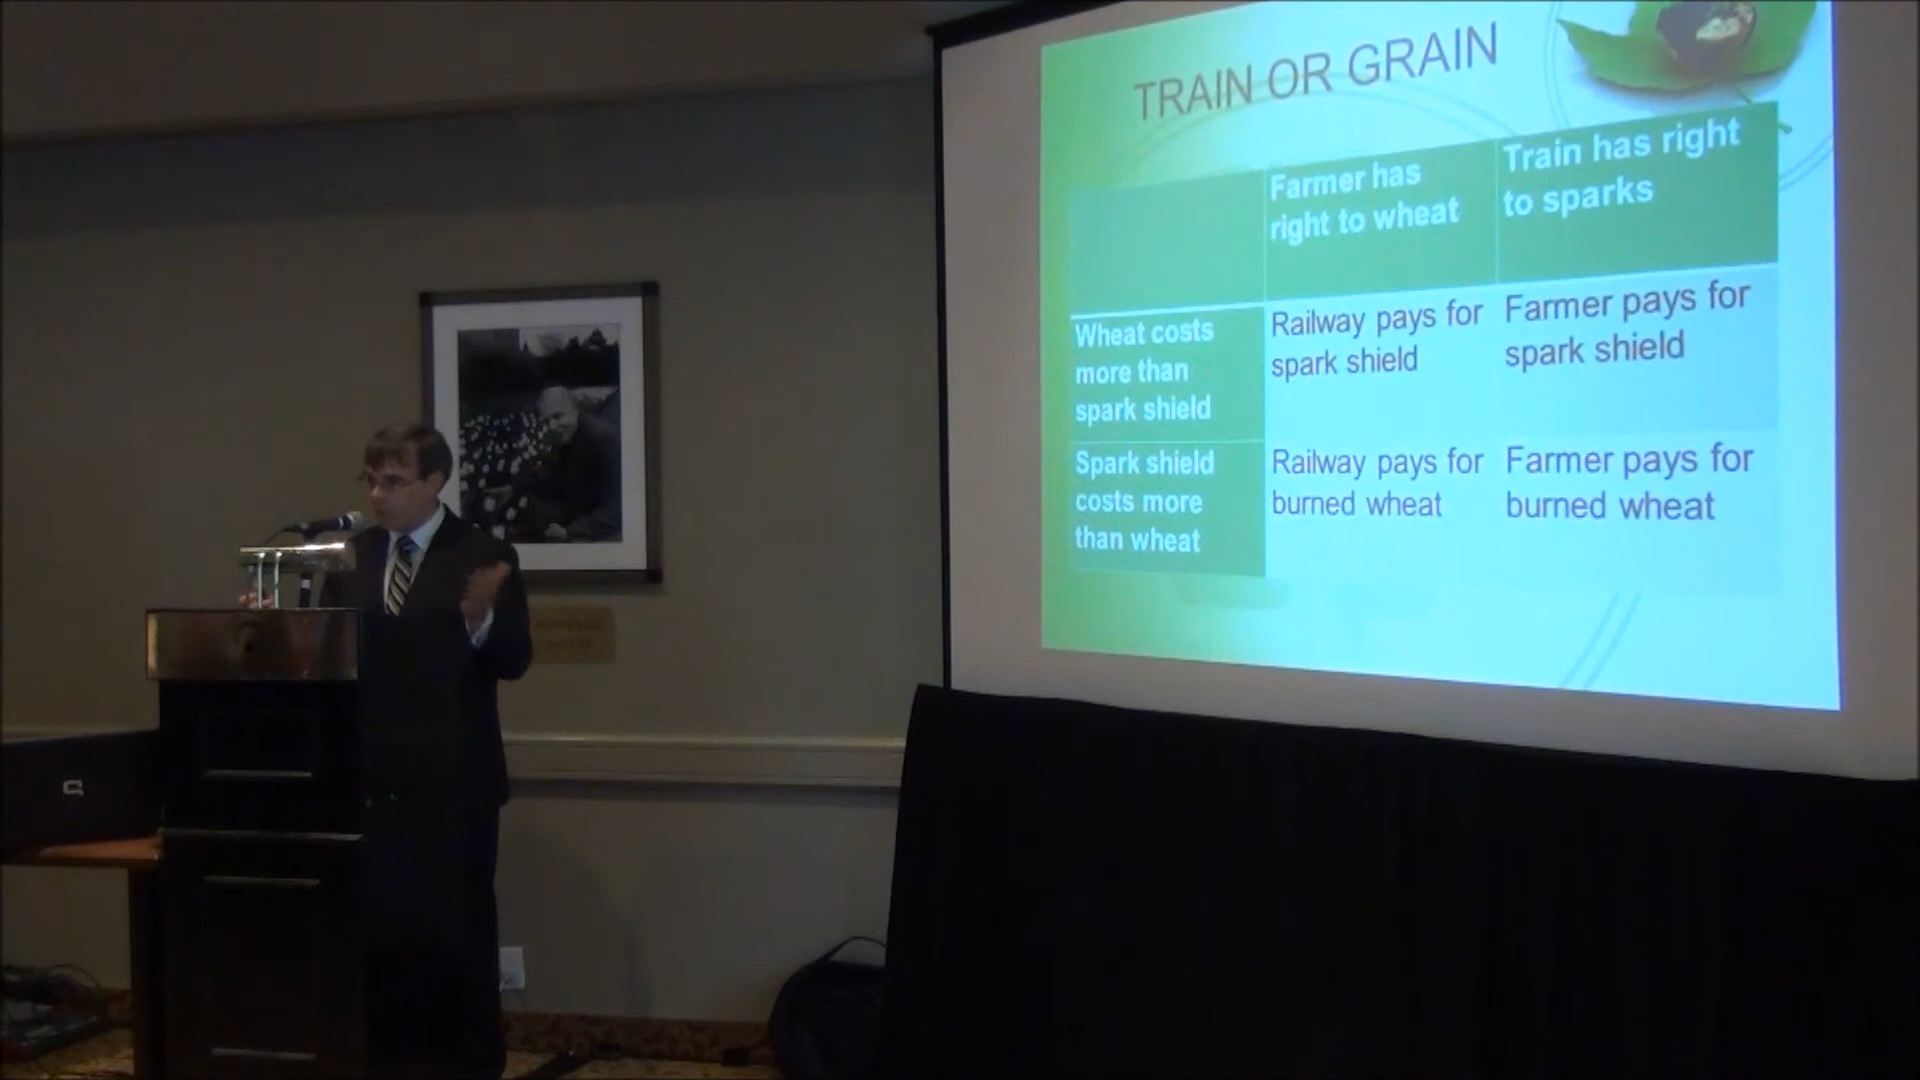 TRAIN OR GRAIN
Farmer has
right to wheat
Train has right
to sparks
Wheat costs
more than
spark shield
Railway pays for
spark shield
Farmer pays for
spark shield
Spark shield
costs more
than wheat
Railway pays for
burned wheat
Farmer pays for
burned wheat